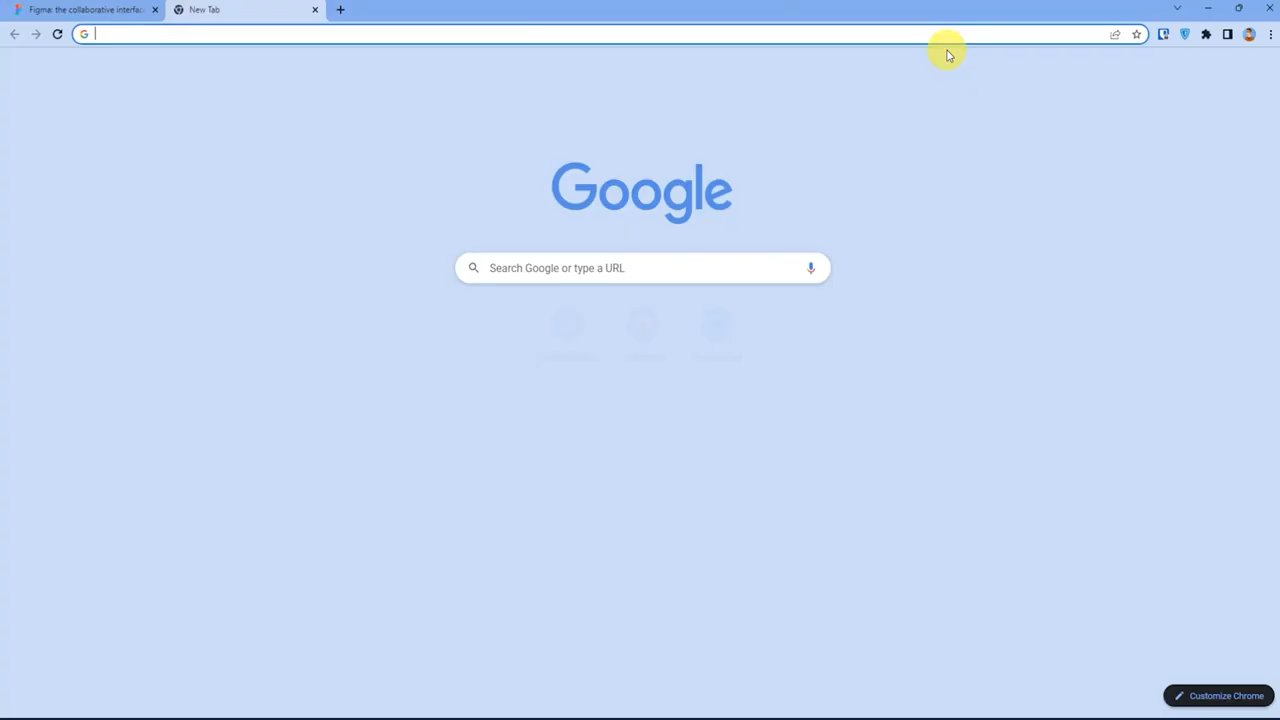 Figma: the collaborative interfac
New Tab
Google
Search Google or type a URL
Customize Chrome